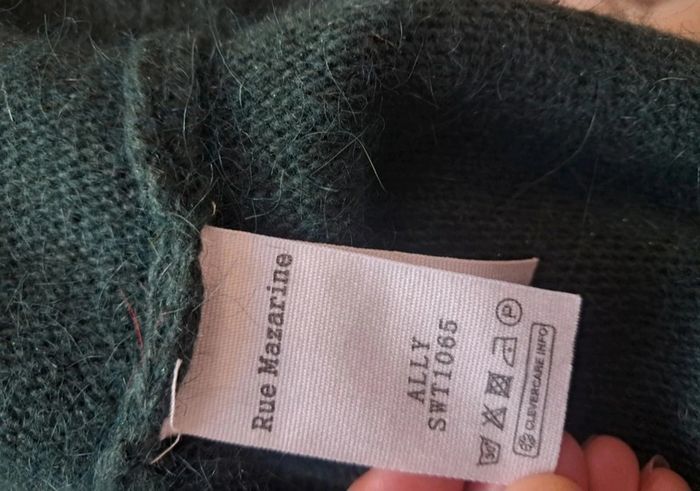 Rue Mazarine
ALLY
SWT1065
P
CLEVERCARE.INFO